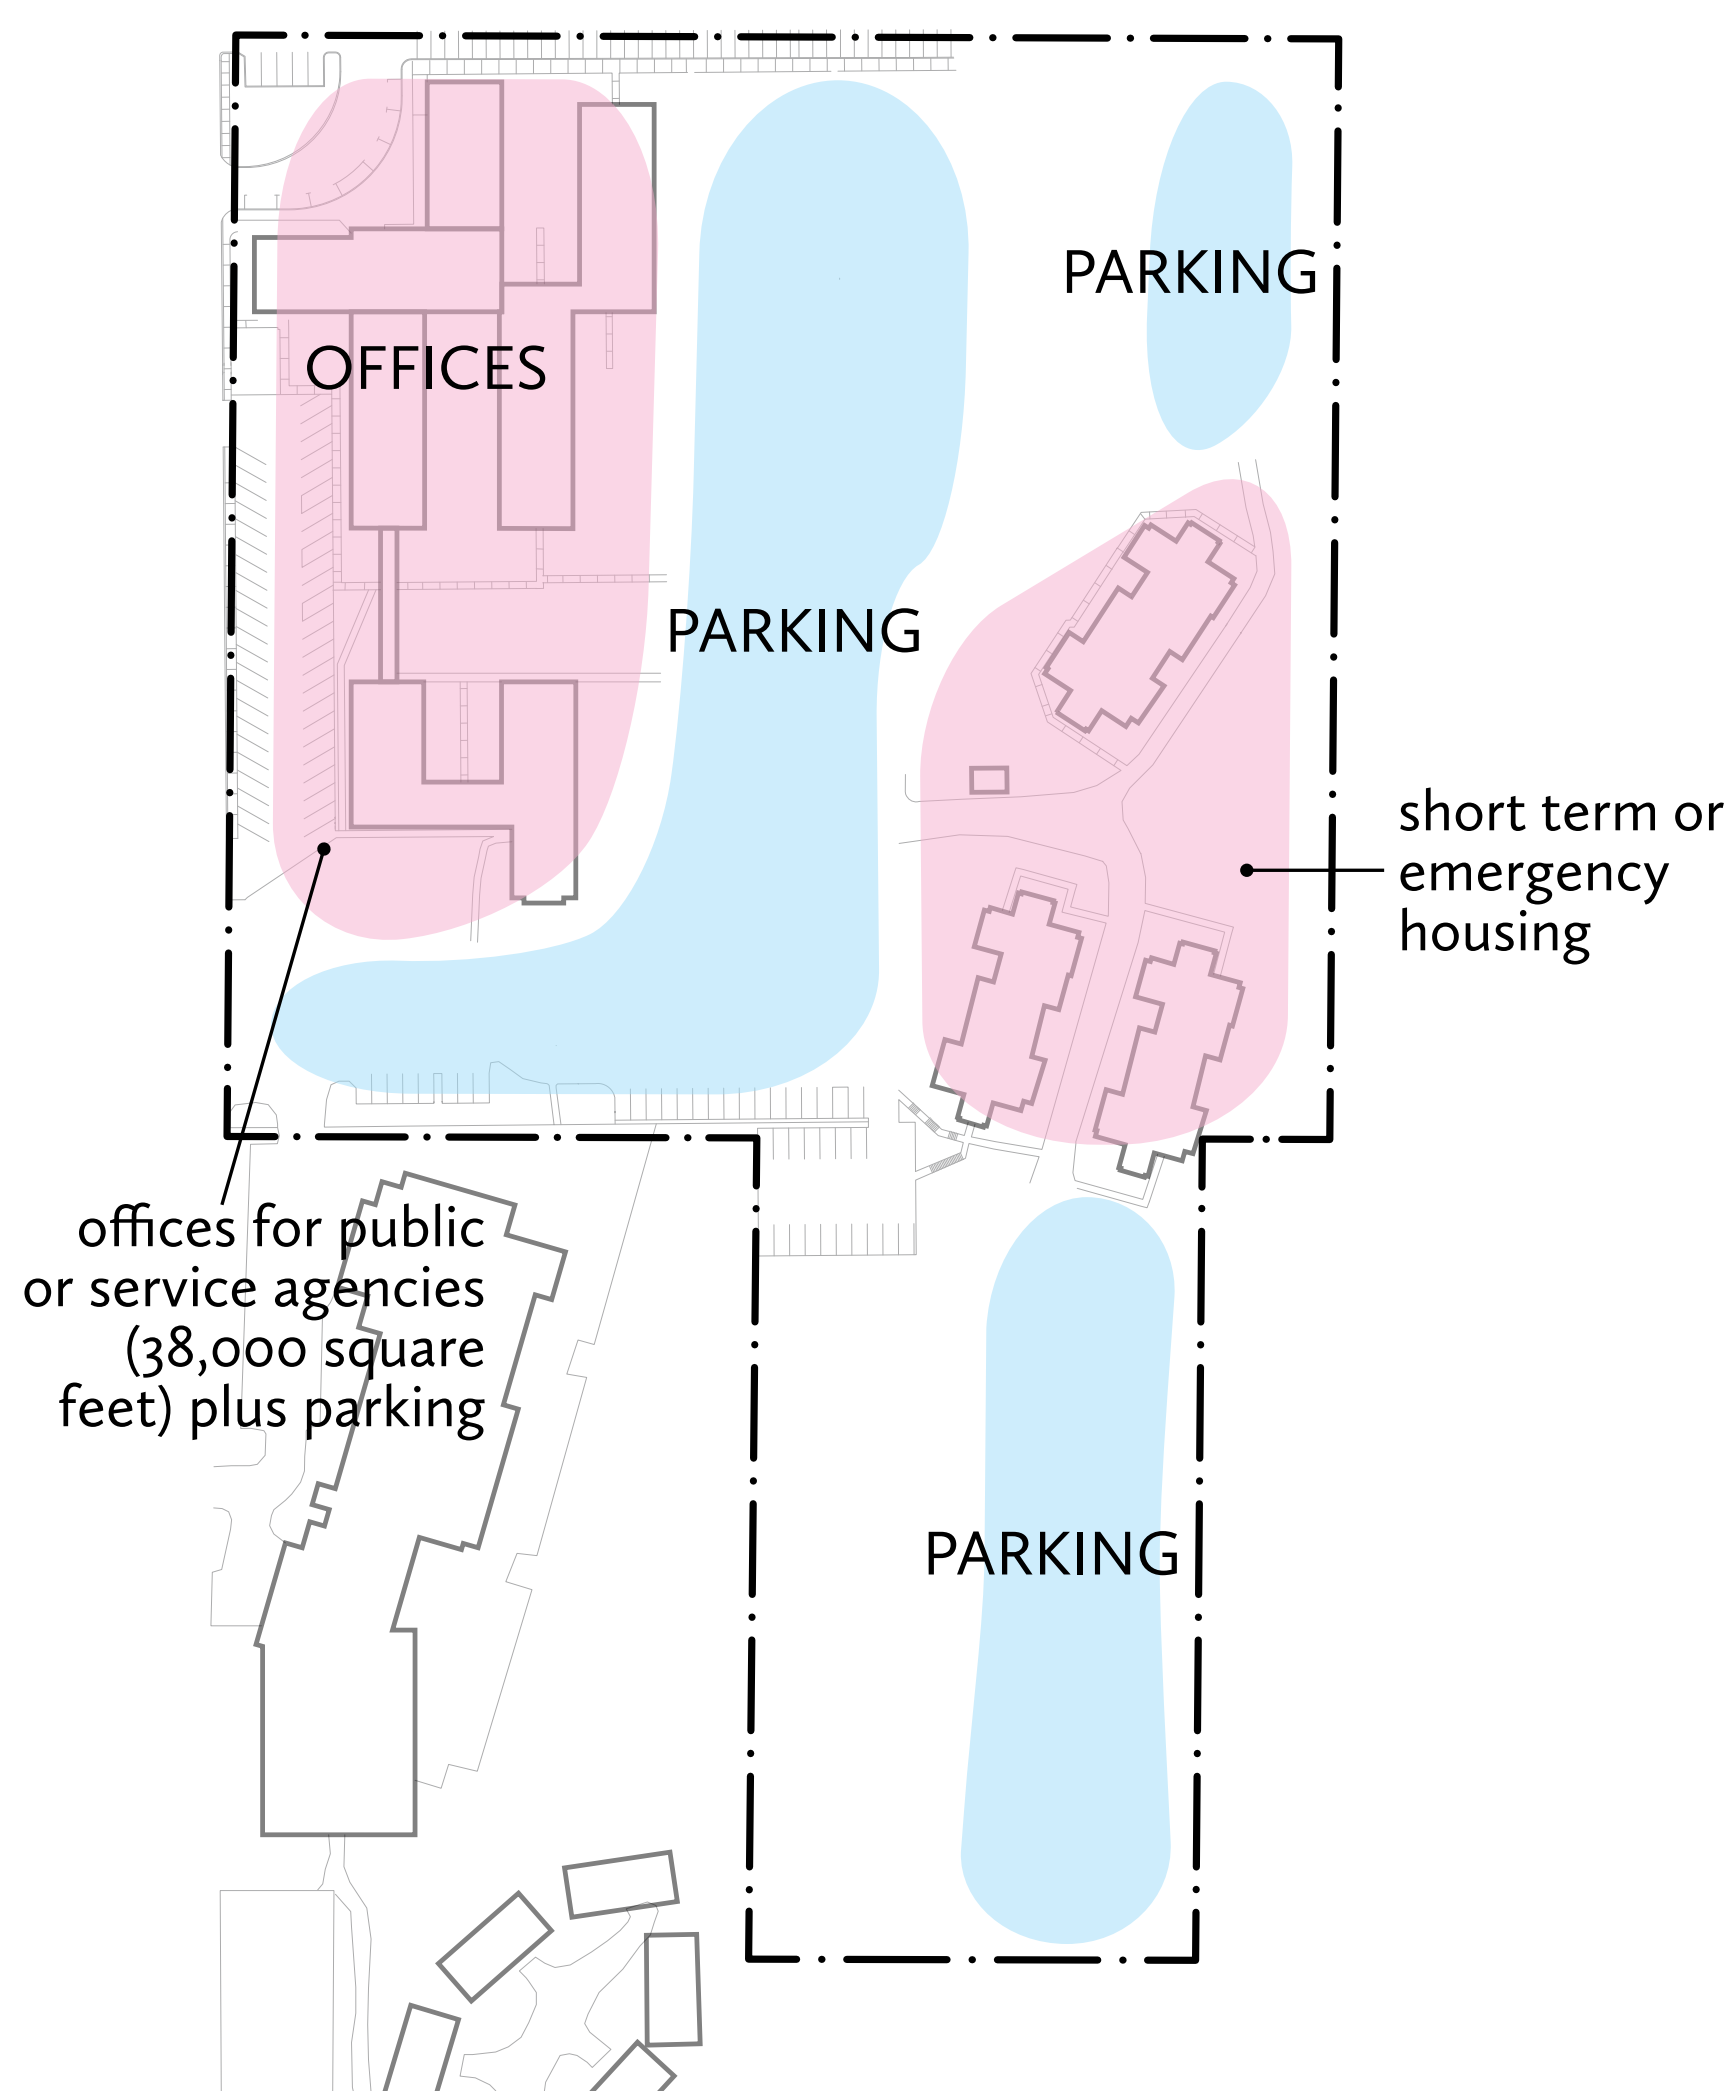 PARKING
OFFICES
PARKING
short term or
emergency
housing
offices for public
or service agencies
(38,000 square
feet) plus parking
PARKING